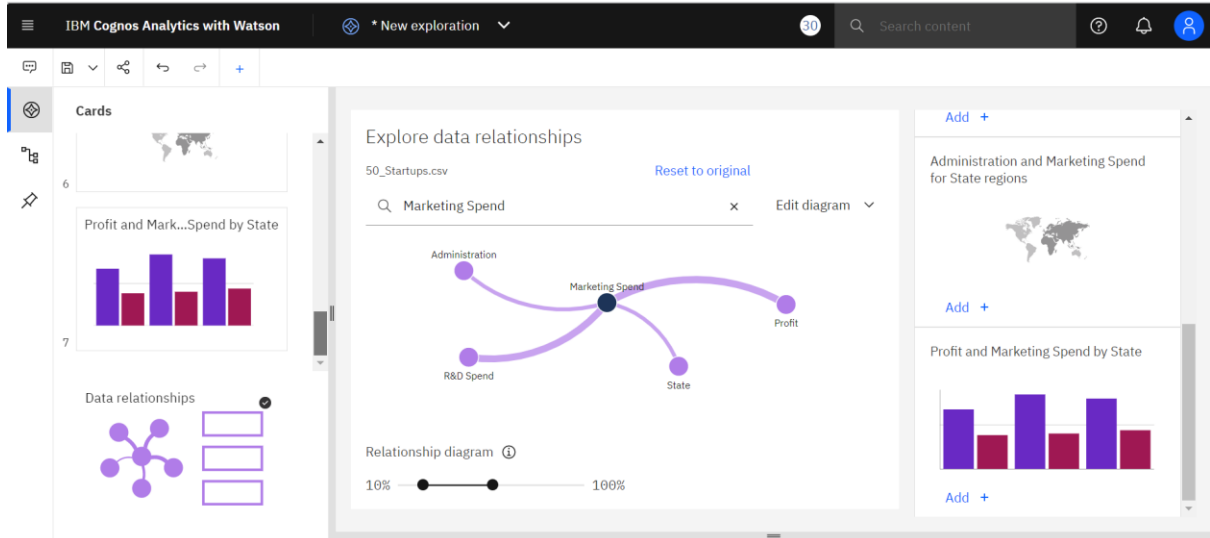 IBM Cognos Analytics with Watson
* New exploration
30
Search content
Cards
6
Profit and Mark...Spend by State
7
Data relationships
Explore data relationships
50_Startups.csv
Reset to original
Marketing Spend
Edit diagram
Administration
Marketing Spend
Profit
R&D Spend
State
Relationship diagram
10%
100%
Add +
Administration and Marketing Spend
for State regions
Add +
Profit and Marketing Spend by State
Add +